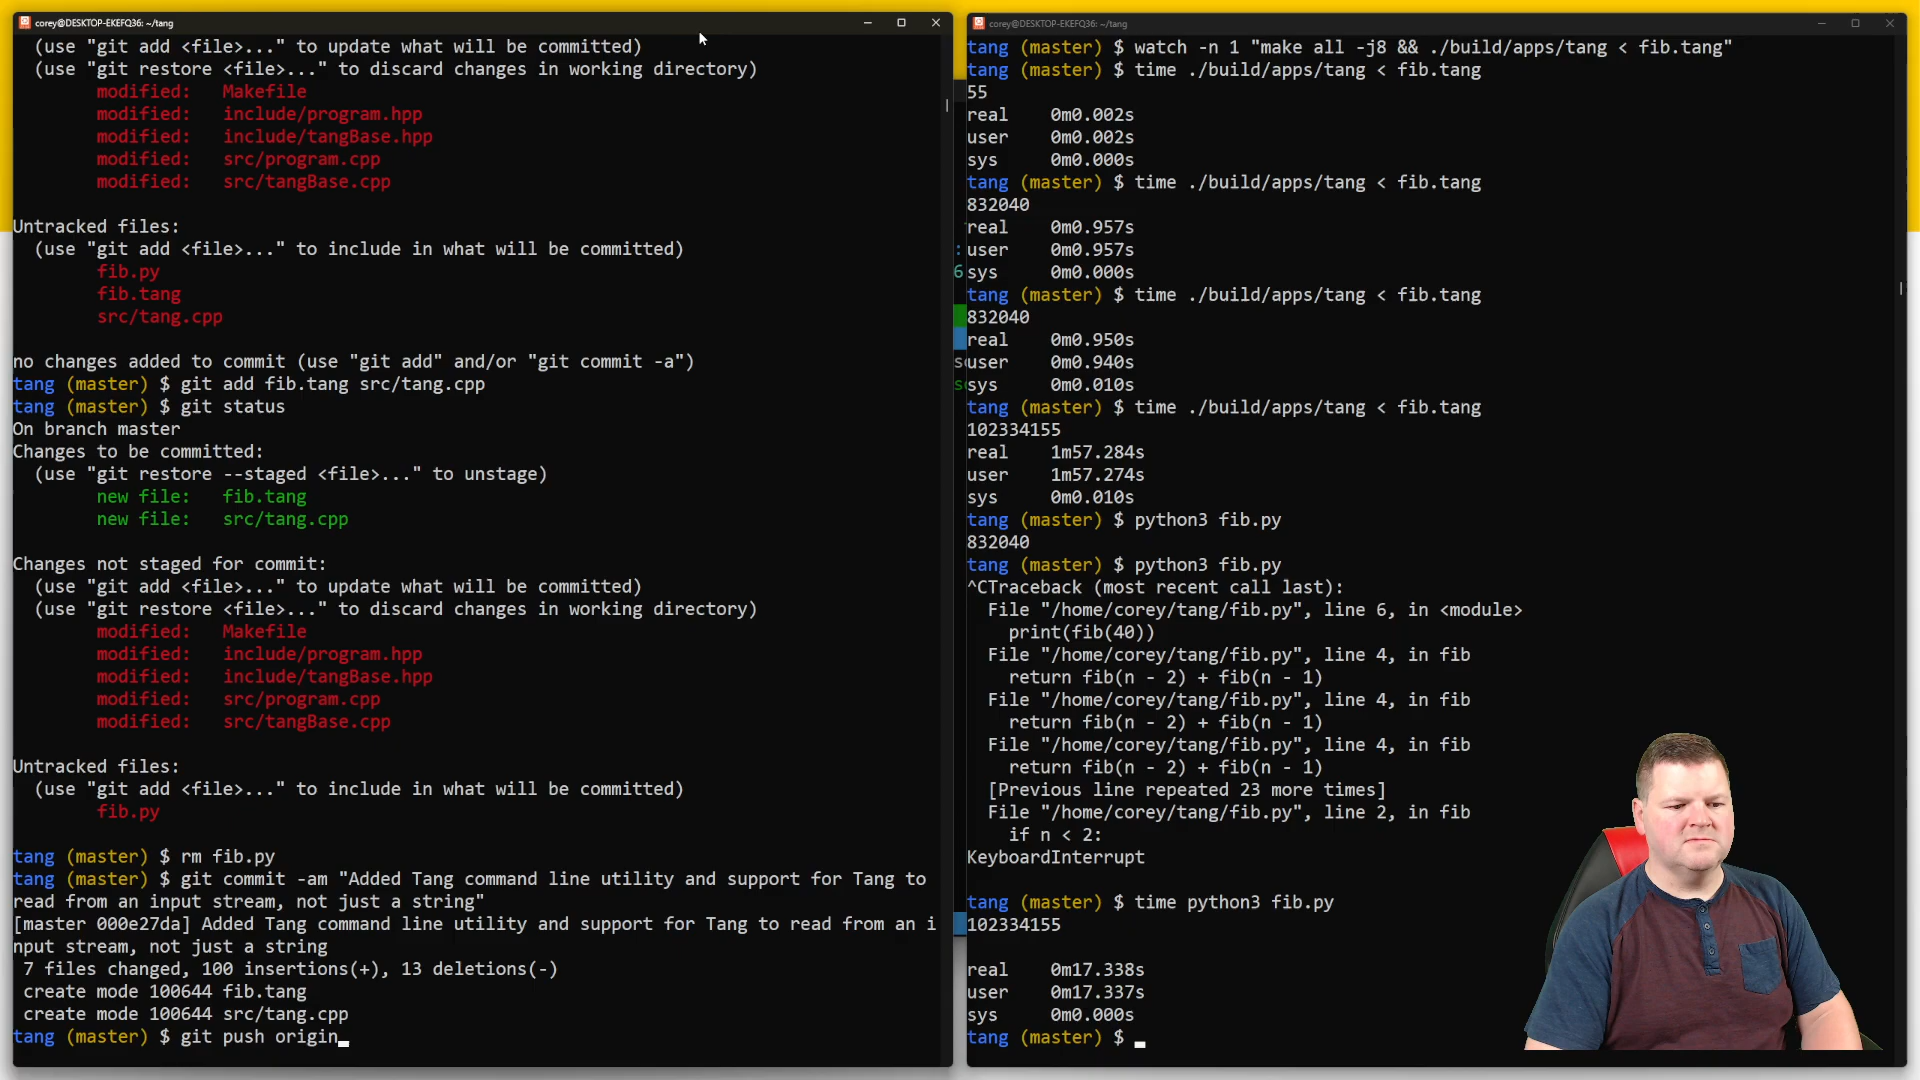 corey@DESKTOP-EKEFQ36: ~/tang
(use "git add <file>..." to update what will be committed)
(use "git restore <file>..." to discard changes in working directory)
modified:   Makefile
modified:   include/program.hpp
modified:   include/tangBase.hpp
modified:   src/program.cpp
modified:   src/tangBase.cpp
Untracked files:
(use "git add <file>..." to include in what will be committed)
fib.py
fib.tang
src/tang.cpp
no changes added to commit (use "git add" and/or "git commit -a")
tang (master) $ git add fib.tang src/tang.cpp
tang (master) $ git status
On branch master
Changes to be committed:
(use "git restore --staged <file>..." to unstage)
new file:   fib.tang
new file:   src/tang.cpp
Changes not staged for commit:
(use "git add <file>..." to update what will be committed)
(use "git restore <file>..." to discard changes in working directory)
modified:   Makefile
modified:   include/program.hpp
modified:   include/tangBase.hpp
modified:   src/program.cpp
modified:   src/tangBase.cpp
Untracked files:
(use "git add <file>..." to include in what will be committed)
fib.py
tang (master) $ rm fib.py
tang (master) $ git commit -am "Added Tang command line utility and support for Tang to
read from an input stream, not just a string"
[master 000e27da] Added Tang command line utility and support for Tang to read from an i
nput stream, not just a string
7 files changed, 100 insertions(+), 13 deletions(-)
create mode 100644 fib.tang
create mode 100644 src/tang.cpp
tang (master) $ git push origin
corey@DESKTOP-EKEFQ36: ~/tang
tang (master) $ watch -n 1 "make all -j8 && ./build/apps/tang < fib.tang"
tang (master) $ time ./build/apps/tang < fib.tang
55
real    0m0.002s
user    0m0.002s
sys     0m0.000s
tang (master) $ time ./build/apps/tang < fib.tang
832040
real    0m0.957s
user    0m0.957s
sys     0m0.000s
tang (master) $ time ./build/apps/tang < fib.tang
832040
real    0m0.950s
user    0m0.940s
sys     0m0.010s
tang (master) $ time ./build/apps/tang < fib.tang
102334155
real    1m57.284s
user    1m57.274s
sys     0m0.010s
tang (master) $ python3 fib.py
832040
tang (master) $ python3 fib.py
^CTraceback (most recent call last):
File "/home/corey/tang/fib.py", line 6, in <module>
print(fib(40))
File "/home/corey/tang/fib.py", line 4, in fib
return fib(n - 2) + fib(n - 1)
File "/home/corey/tang/fib.py", line 4, in fib
return fib(n - 2) + fib(n - 1)
File "/home/corey/tang/fib.py", line 4, in fib
return fib(n - 2) + fib(n - 1)
[Previous line repeated 23 more times]
File "/home/corey/tang/fib.py", line 2, in fib
if n < 2:
KeyboardInterrupt
tang (master) $ time python3 fib.py
102334155
real    0m17.338s
user    0m17.337s
sys     0m0.000s
tang (master) $